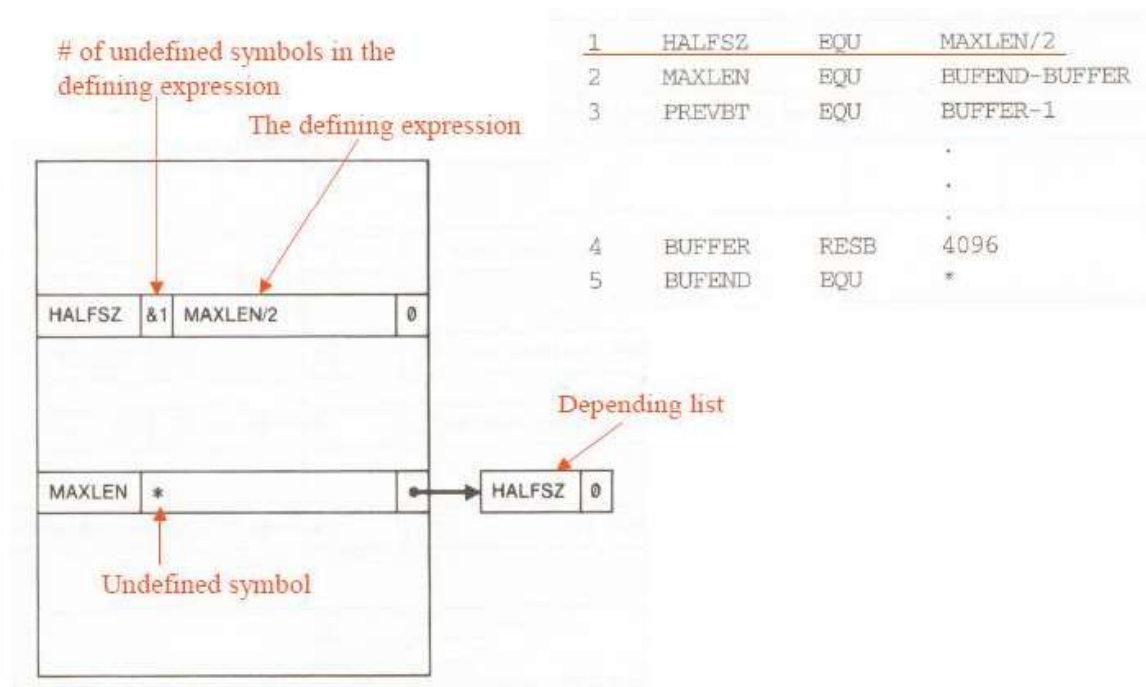 # of undefined symbols in the
defining expression
The defining expression
1 HALFSZ EQU MAXLEN/2
2 MAXLEN EQU BUFEND-BUFFER
3 PREVBT EQU BUFFER-1
.
.
.
4 BUFFER RESB 4096
5 BUFEND EQU *
HALFSZ &1 MAXLEN/2 0
Depending list
MAXLEN *
HALFSZ 0
Undefined symbol